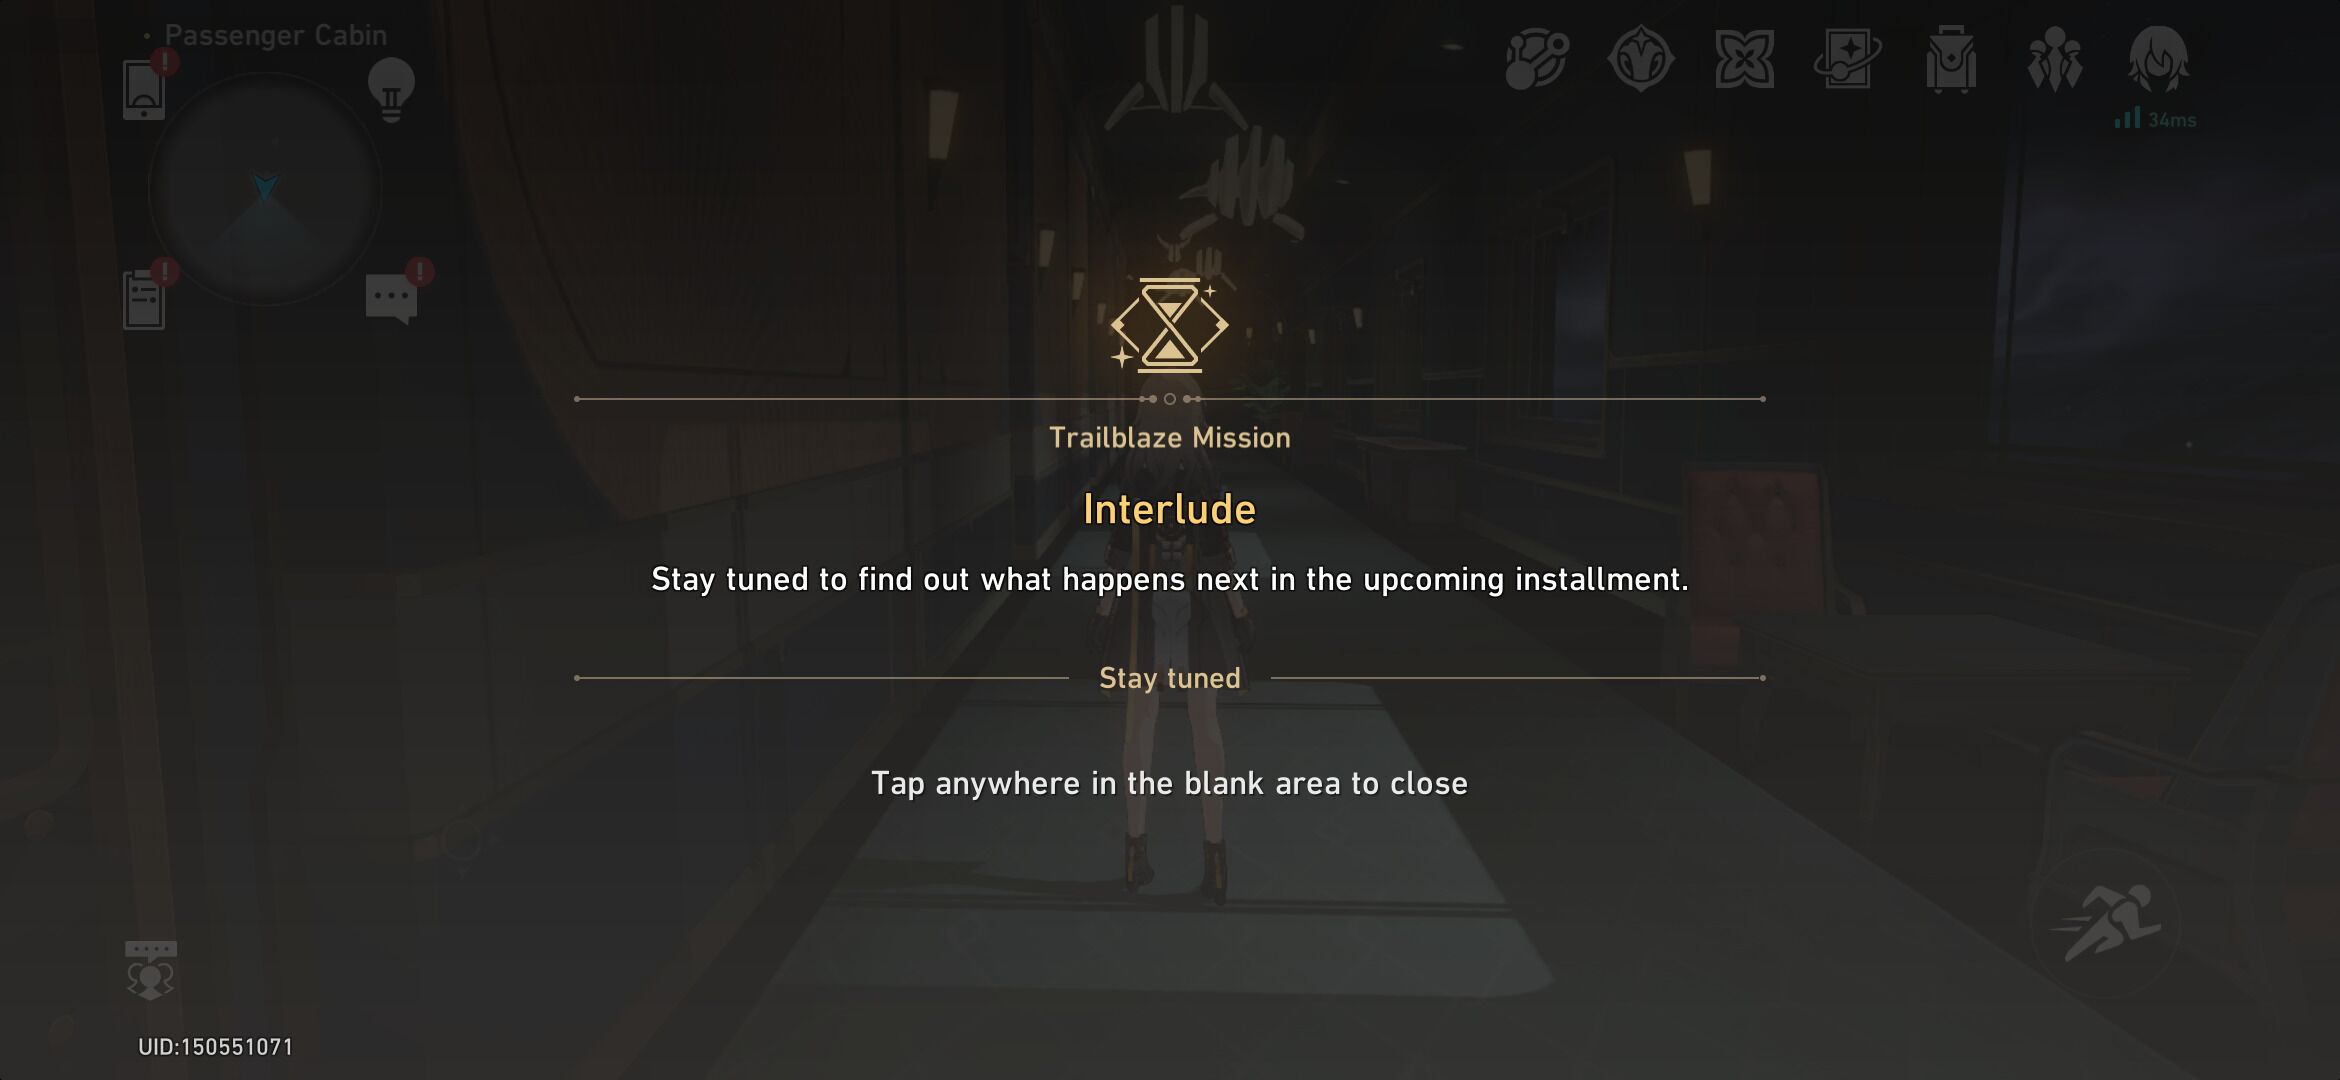 Passenger Cabin
34ms
Trailblaze Mission
Interlude
Stay tuned to find out what happens next in the upcoming installment.
Stay tuned
Tap anywhere in the blank area to close
UID:150551071